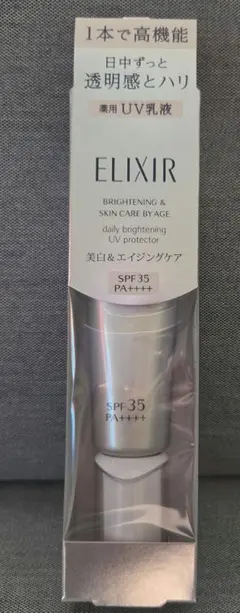 1本で高機能
日中ずっと
透明感とハリ
薬用 UV乳液
ELIXIR
BRIGHTENING &
SKIN CARE BY AGE
daily brightening
UV protector
美白&エイジングケア
SPF35
PA++++
SPF35
PA++++